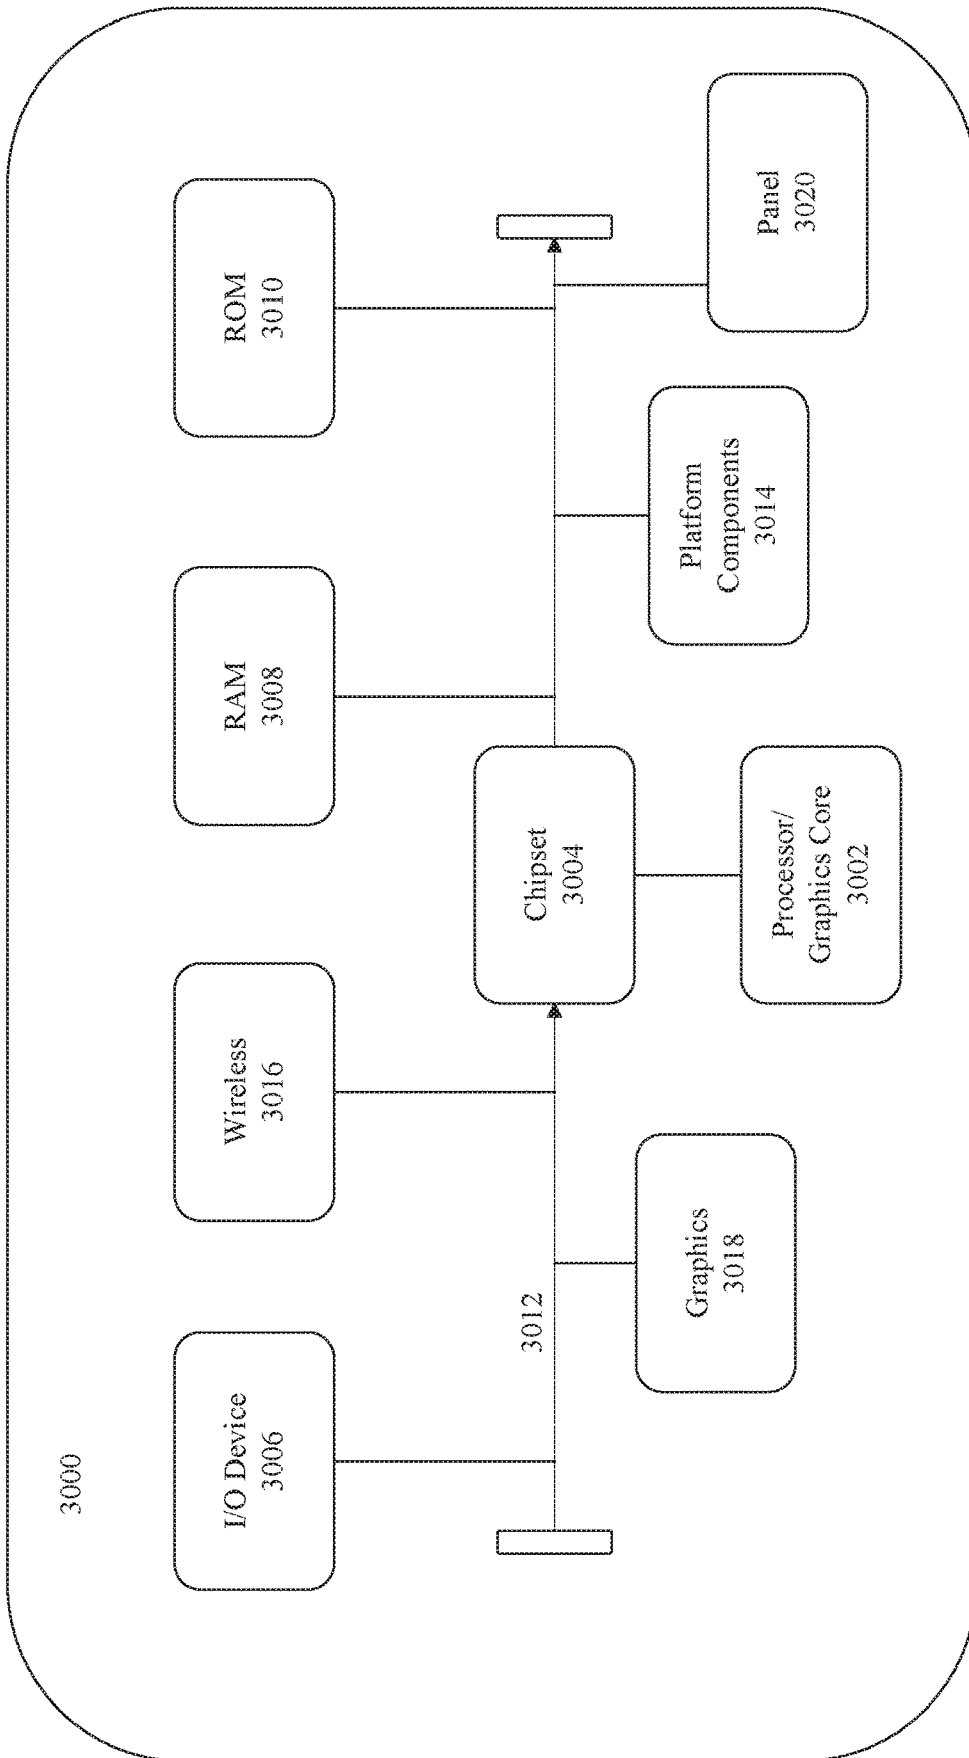 3000
I/O Device
3006
Wireless
3016
RAM
3008
ROM
3010
3012
Chipset
3004
Graphics
3018
Processor/
Graphics Core
3002
Platform
Components
3014
Panel
3020